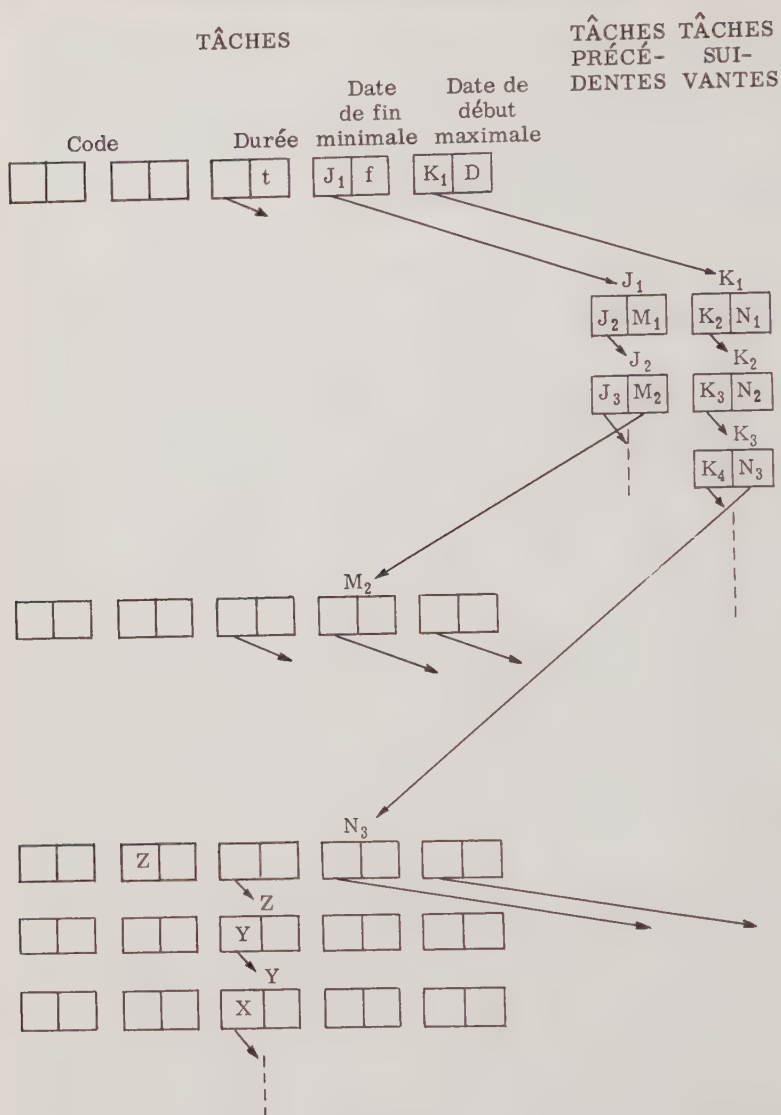 TÂCHES
TÂCHES TÂCHES
PRÉCÉ- SUI-
DENTES VANTES
Date Date de
de fin début
Code Durée minimale maximale
t J₁ f K₁ D
J₁ K₁
J₂ M₁ K₂ N₁
J₂ K₂
J₃ M₂ K₃ N₂
K₃
K₄ N₃
M₂
N₃
Z
Z
Y
Y
X